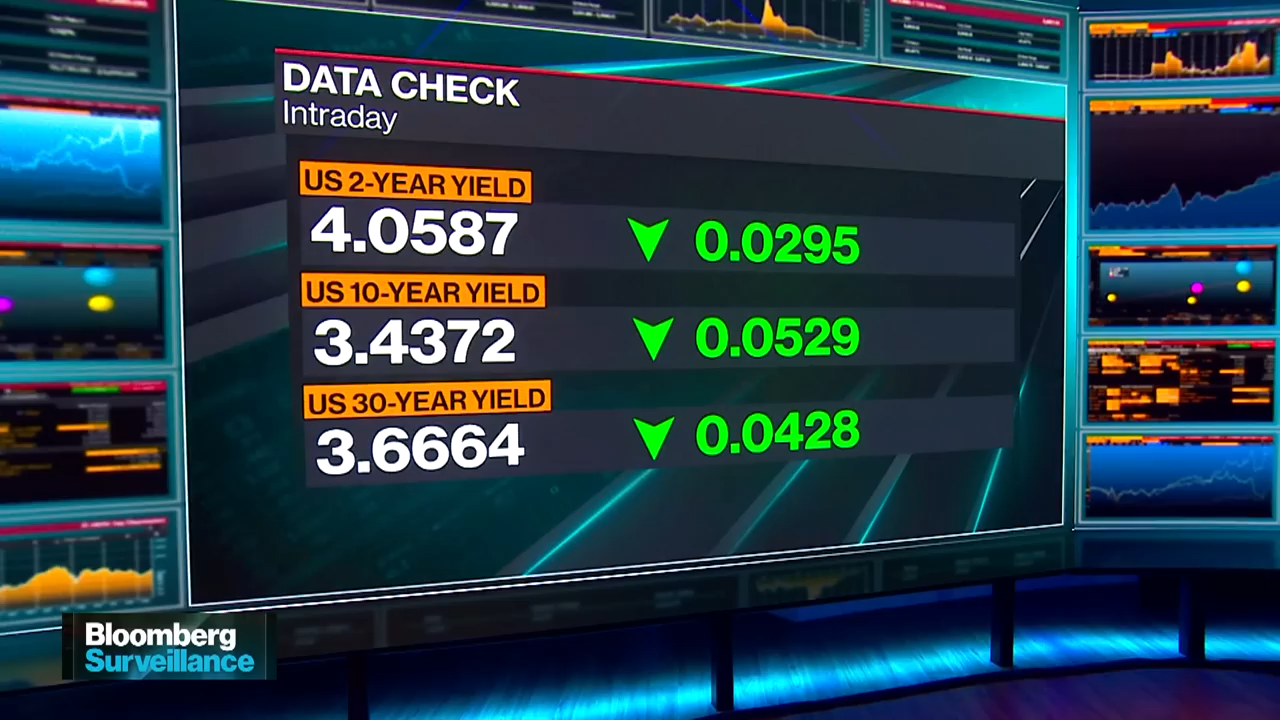 DATA CHECK
Intraday
US 2-YEAR YIELD
4.0587 0.0295
US 10-YEAR YIELD
3.4372 0.0529
US 30-YEAR YIELD
3.6664 0.0428
Bloomberg
Surveillance